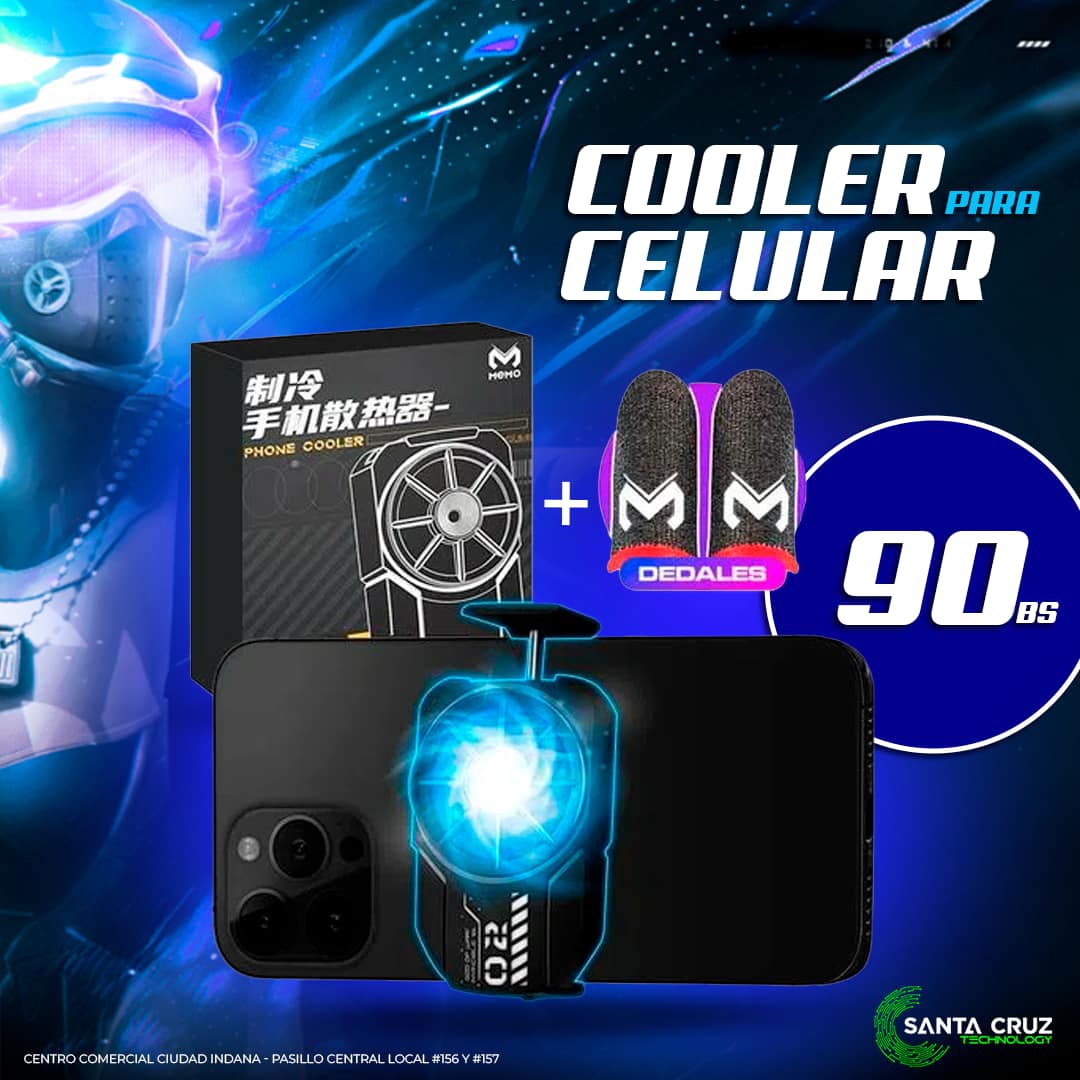 COOLER PARA
CELULAR
MEMO
制冷
手机散热器-
PHONE COOLER
+
DEDALES
90 BS
02
SANTA CRUZ
TECHNOLOGY
CENTRO COMERCIAL CIUDAD INDANA - PASILLO CENTRAL LOCAL #156 Y #157